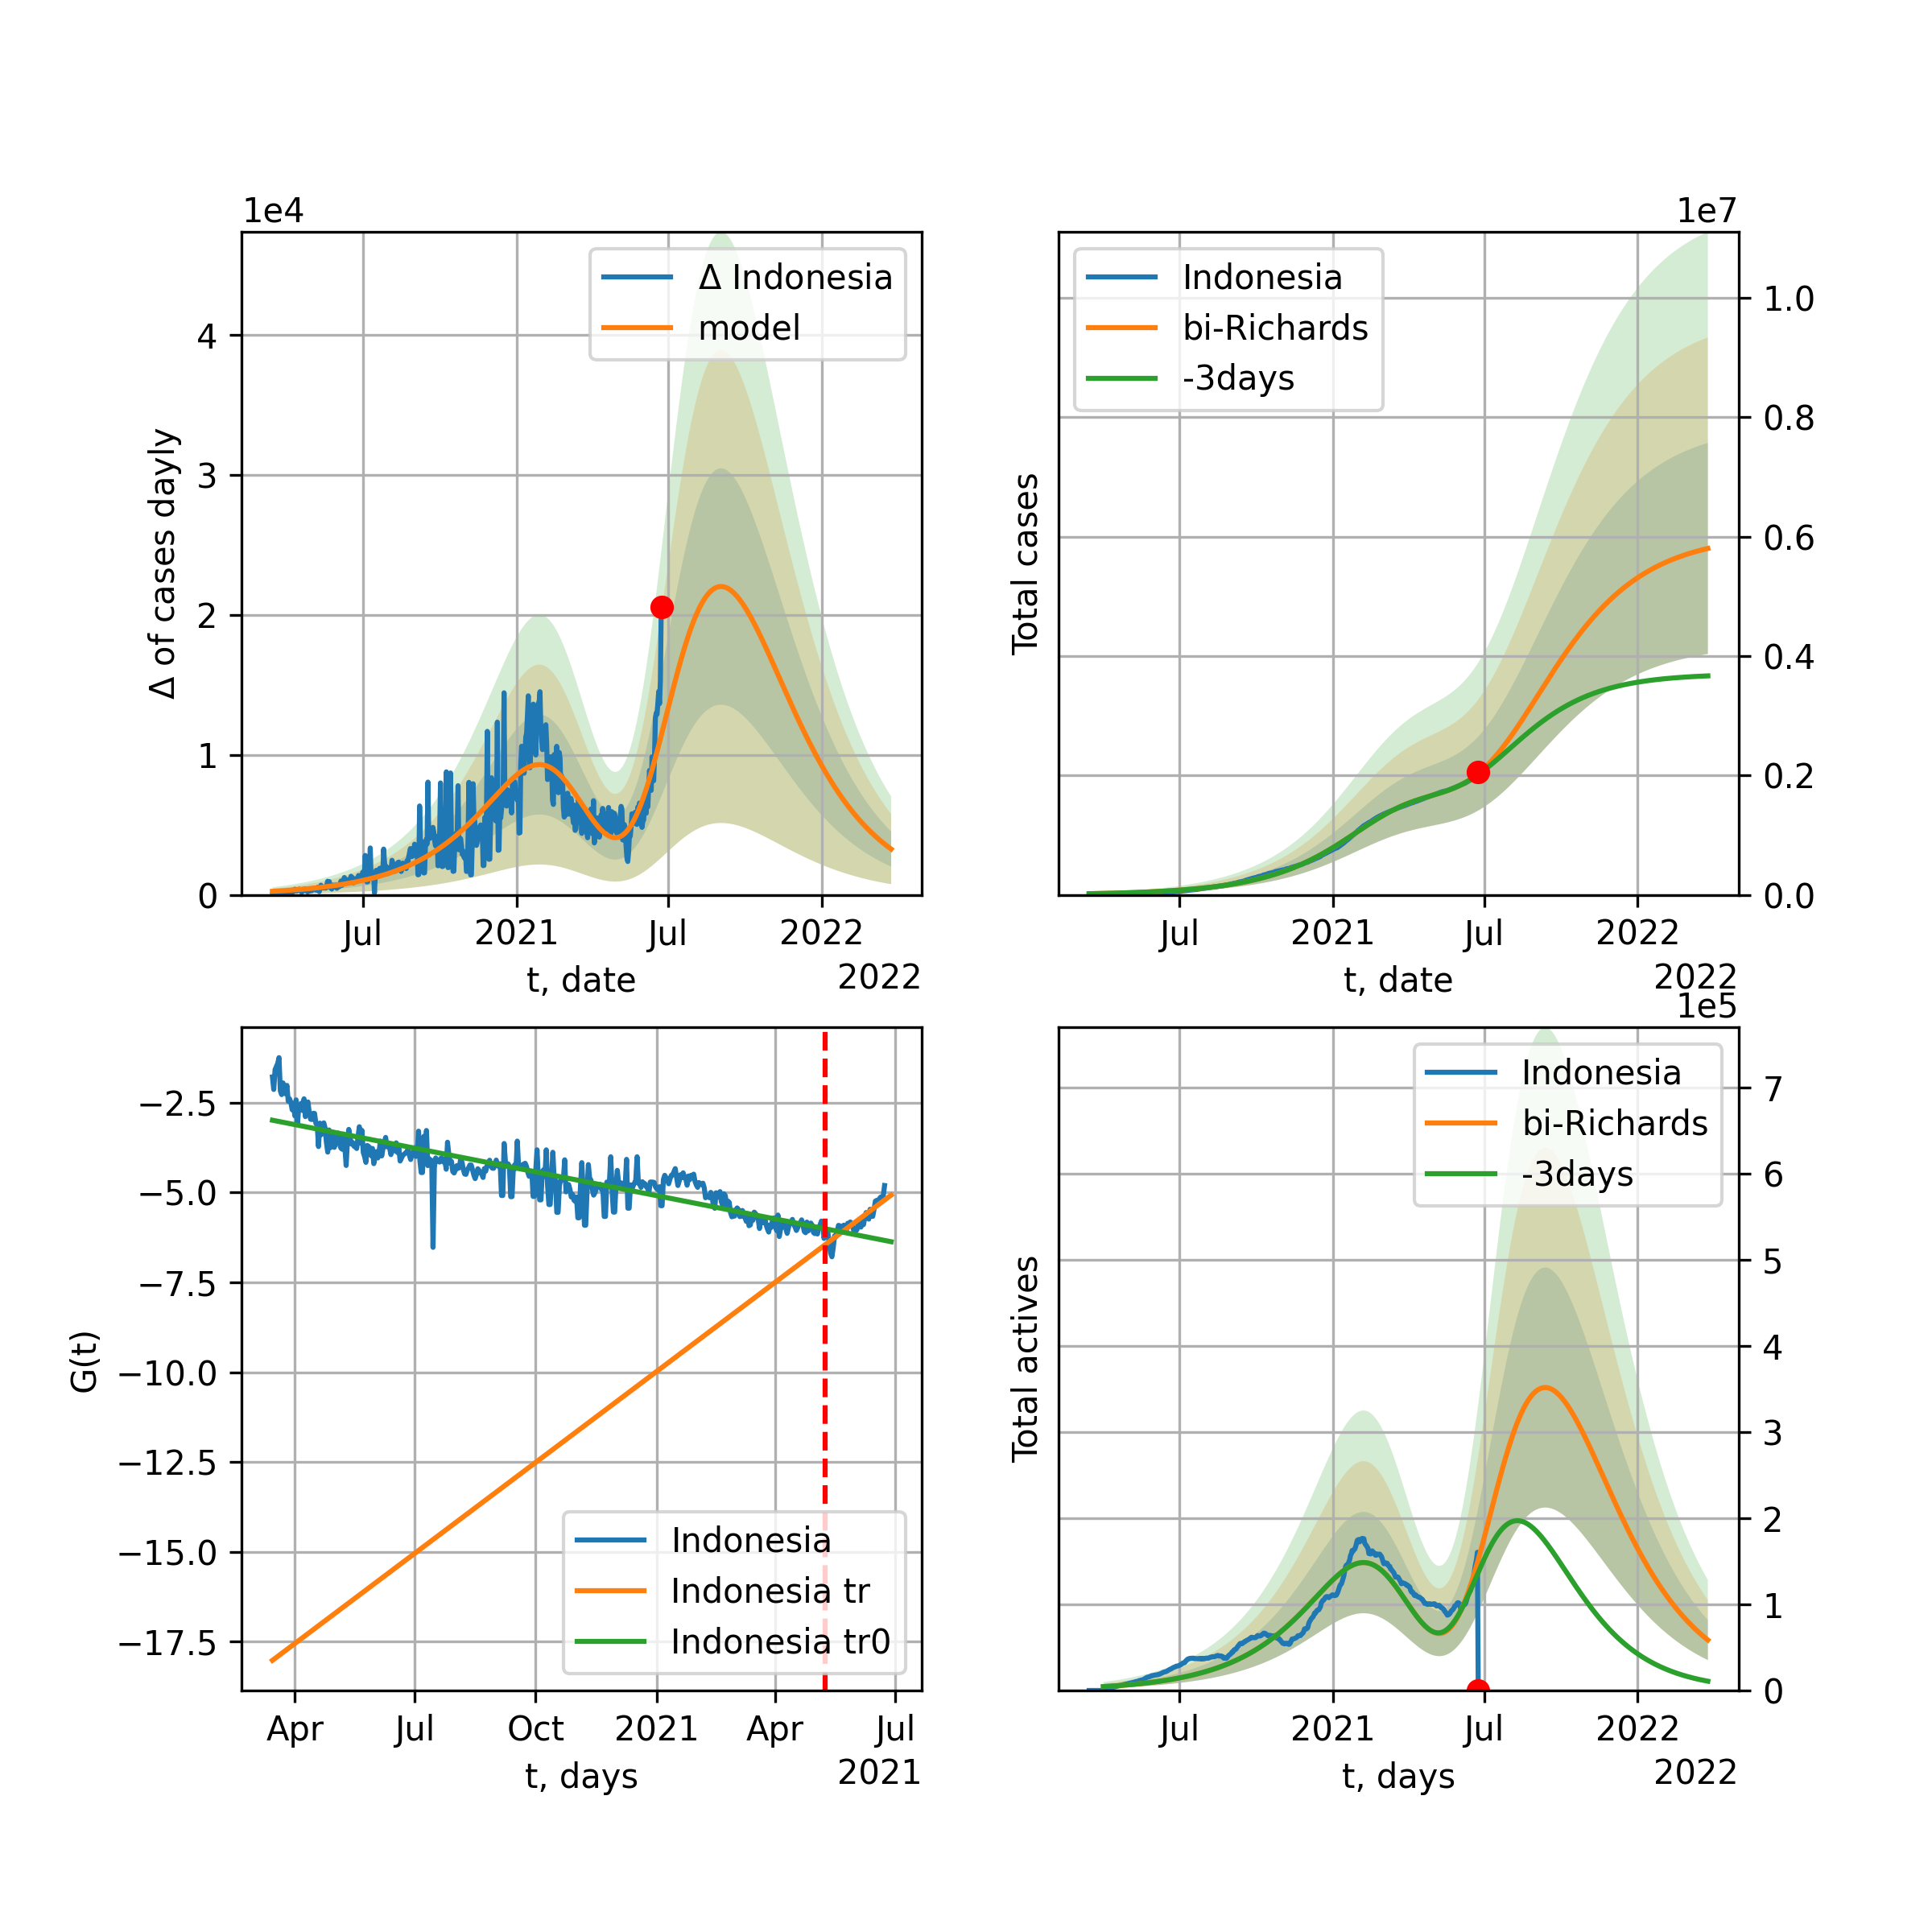 1e4
Δ of cases dayly
4
3
2
1
0
Δ Indonesia
model
Jul
2021
Jul
2022
t, date
2022
1e7
Total cases
Indonesia
bi-Richards
-3days
1.0
0.8
0.6
0.4
0.2
0.0
Jul
2021
Jul
2022
t, date
2022
G(t)
−2.5
−5.0
−7.5
−10.0
−12.5
−15.0
−17.5
Indonesia
Indonesia tr
Indonesia tr0
Apr
Jul
Oct
2021
Apr
Jul
t, days
2021
1e5
Total actives
Indonesia
bi-Richards
-3days
7
6
5
4
3
2
1
0
Jul
2021
Jul
2022
t, days
2022